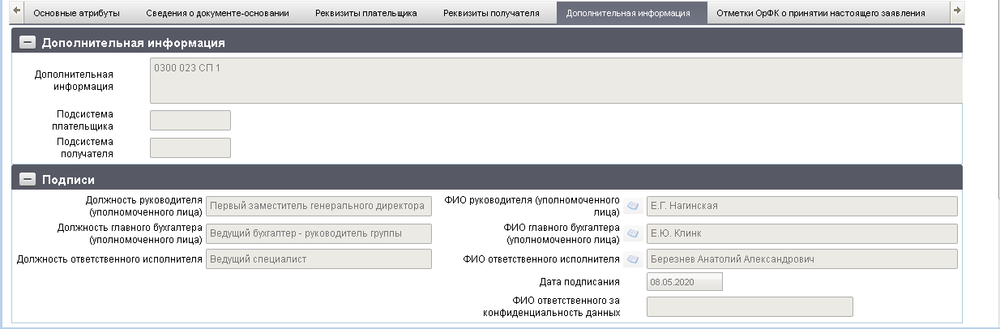 Основные атрибуты Сведения о документе-основании Реквизиты плательщика Реквизиты получателя Дополнительная информация Отметки ОрФК о принятии настоящего заявления
Дополнительная информация
Дополнительная
информация
0300 023 СП 1
Подсистема
плательщика
Подсистема
получателя
Подписи
Должность руководителя
(уполномоченного лица)
Первый заместитель генерального директора
ФИО руководителя (уполномоченного
лица)
Е.Г. Нагинская
Должность главного бухгалтера
(уполномоченного лица)
Ведущий бухгалтер - руководитель группы
ФИО главного бухгалтера
(уполномоченного лица)
Е.Ю. Клинк
Должность ответственного исполнителя
Ведущий специалист
ФИО ответственного исполнителя
Березнев Анатолий Александрович
Дата подписания
08.05.2020
ФИО ответственного за
конфиденциальность данных